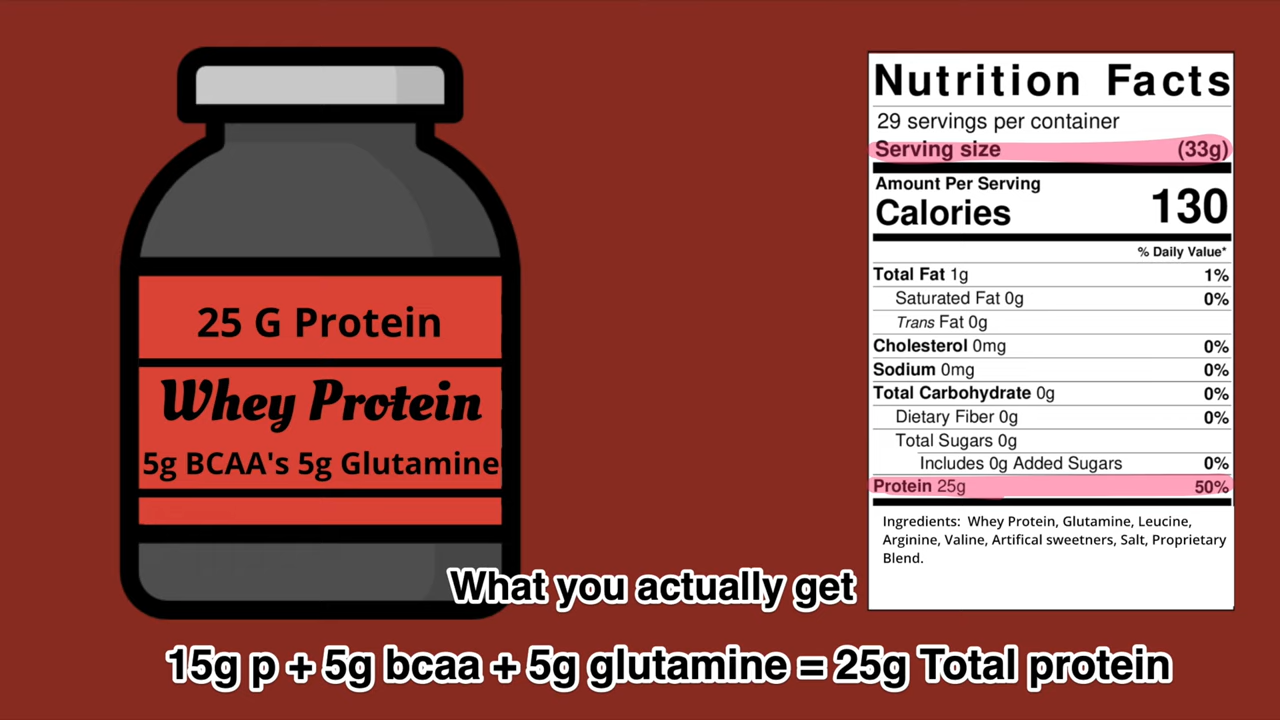 25 G Protein
Whey Protein
5g BCAA's 5g Glutamine
Nutrition Facts
29 servings per container
Serving size (33g)
Amount Per Serving
Calories 130
% Daily Value*
Total Fat 1g 1%
Saturated Fat 0g 0%
Trans Fat 0g
Cholesterol 0mg 0%
Sodium 0mg 0%
Total Carbohydrate 0g 0%
Dietary Fiber 0g 0%
Total Sugars 0g
Includes 0g Added Sugars 0%
Protein 25g 50%
Ingredients: Whey Protein, Glutamine, Leucine,
Arginine, Valine, Artifical sweetners, Salt, Proprietary
Blend.
What you actually get
15g p + 5g bcaa + 5g glutamine = 25g Total protein